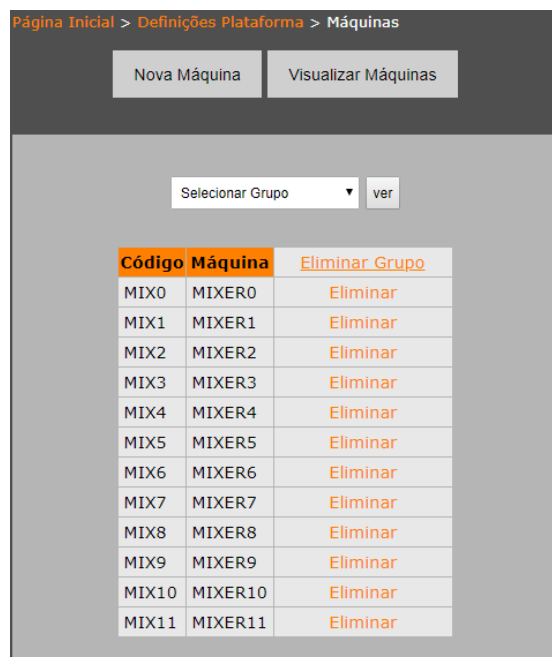 Página Inicial > Definições Plataforma > Máquinas
Nova Máquina Visualizar Máquinas
Selecionar Grupo ver
Código Máquina Eliminar Grupo
MIX0 MIXER0 Eliminar
MIX1 MIXER1 Eliminar
MIX2 MIXER2 Eliminar
MIX3 MIXER3 Eliminar
MIX4 MIXER4 Eliminar
MIX5 MIXER5 Eliminar
MIX6 MIXER6 Eliminar
MIX7 MIXER7 Eliminar
MIX8 MIXER8 Eliminar
MIX9 MIXER9 Eliminar
MIX10 MIXER10 Eliminar
MIX11 MIXER11 Eliminar